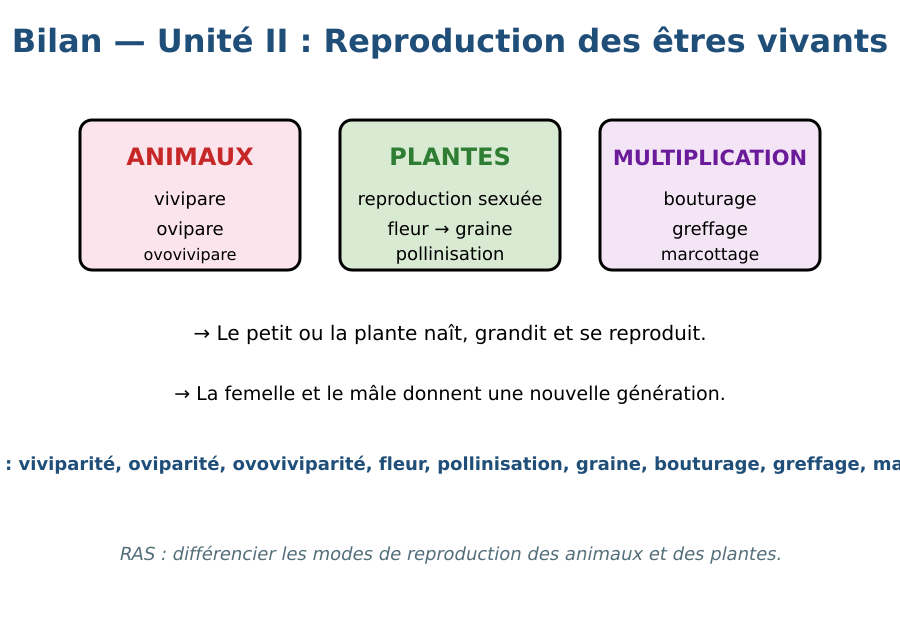 Bilan — Unité II : Reproduction des êtres vivants
ANIMAUX
vivipare
ovipare
ovovivipare
PLANTES
reproduction sexuée
fleur → graine
pollinisation
MULTIPLICATION
bouturage
greffage
marcottage
→ Le petit ou la plante naît, grandit et se reproduit.
→ La femelle et le mâle donnent une nouvelle génération.
: viviparité, oviparité, ovoviviparité, fleur, pollinisation, graine, bouturage, greffage,
RAS : différencier les modes de reproduction des animaux et des plantes.